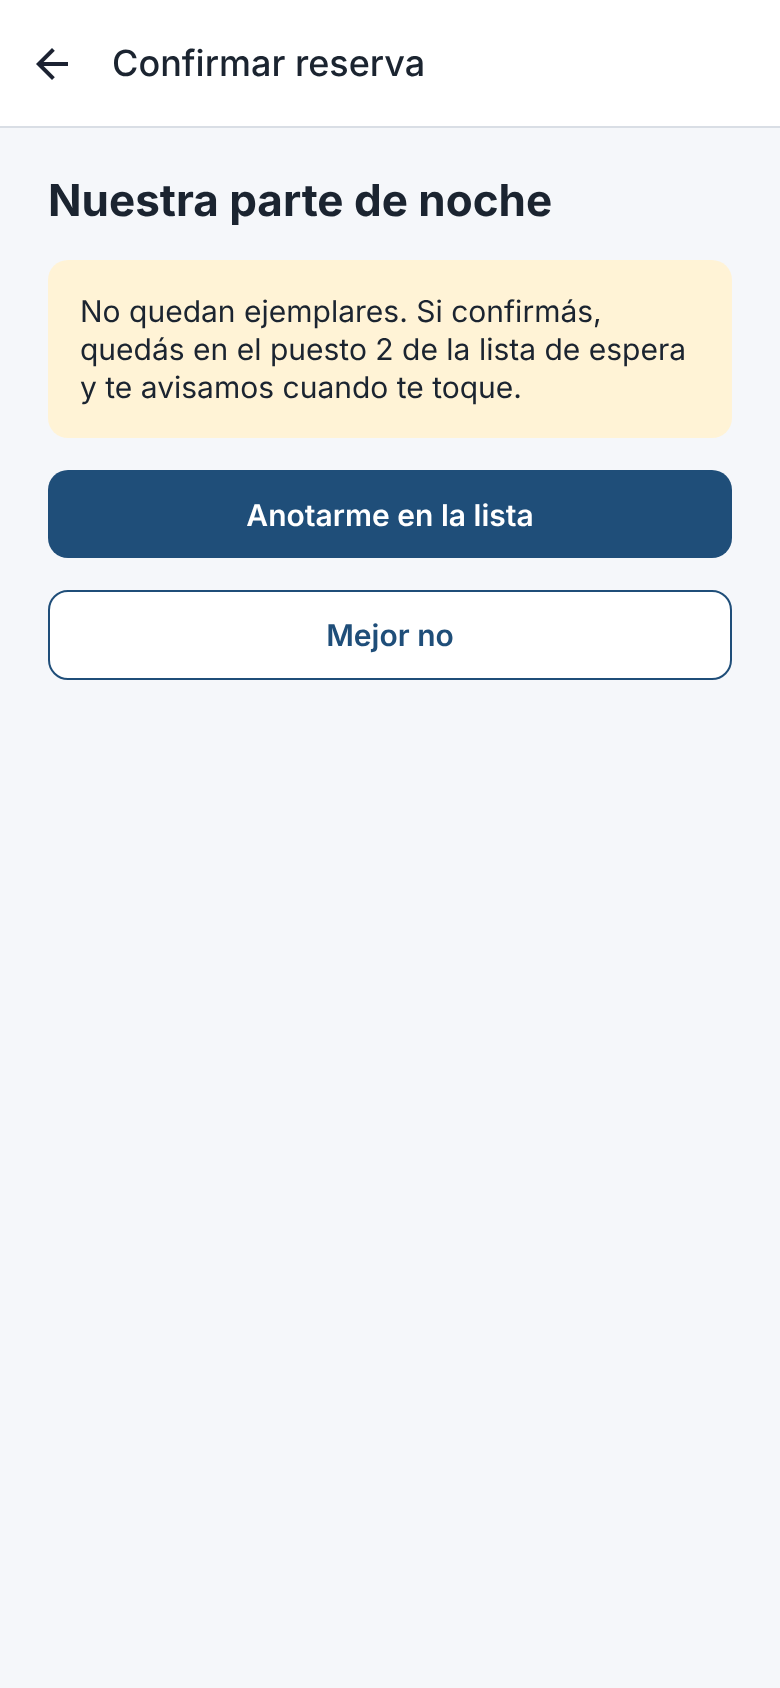 Confirmar reserva
Nuestra parte de noche
No quedan ejemplares. Si confirmás,
quedás en el puesto 2 de la lista de espera
y te avisamos cuando te toque.
Anotarme en la lista
Mejor no